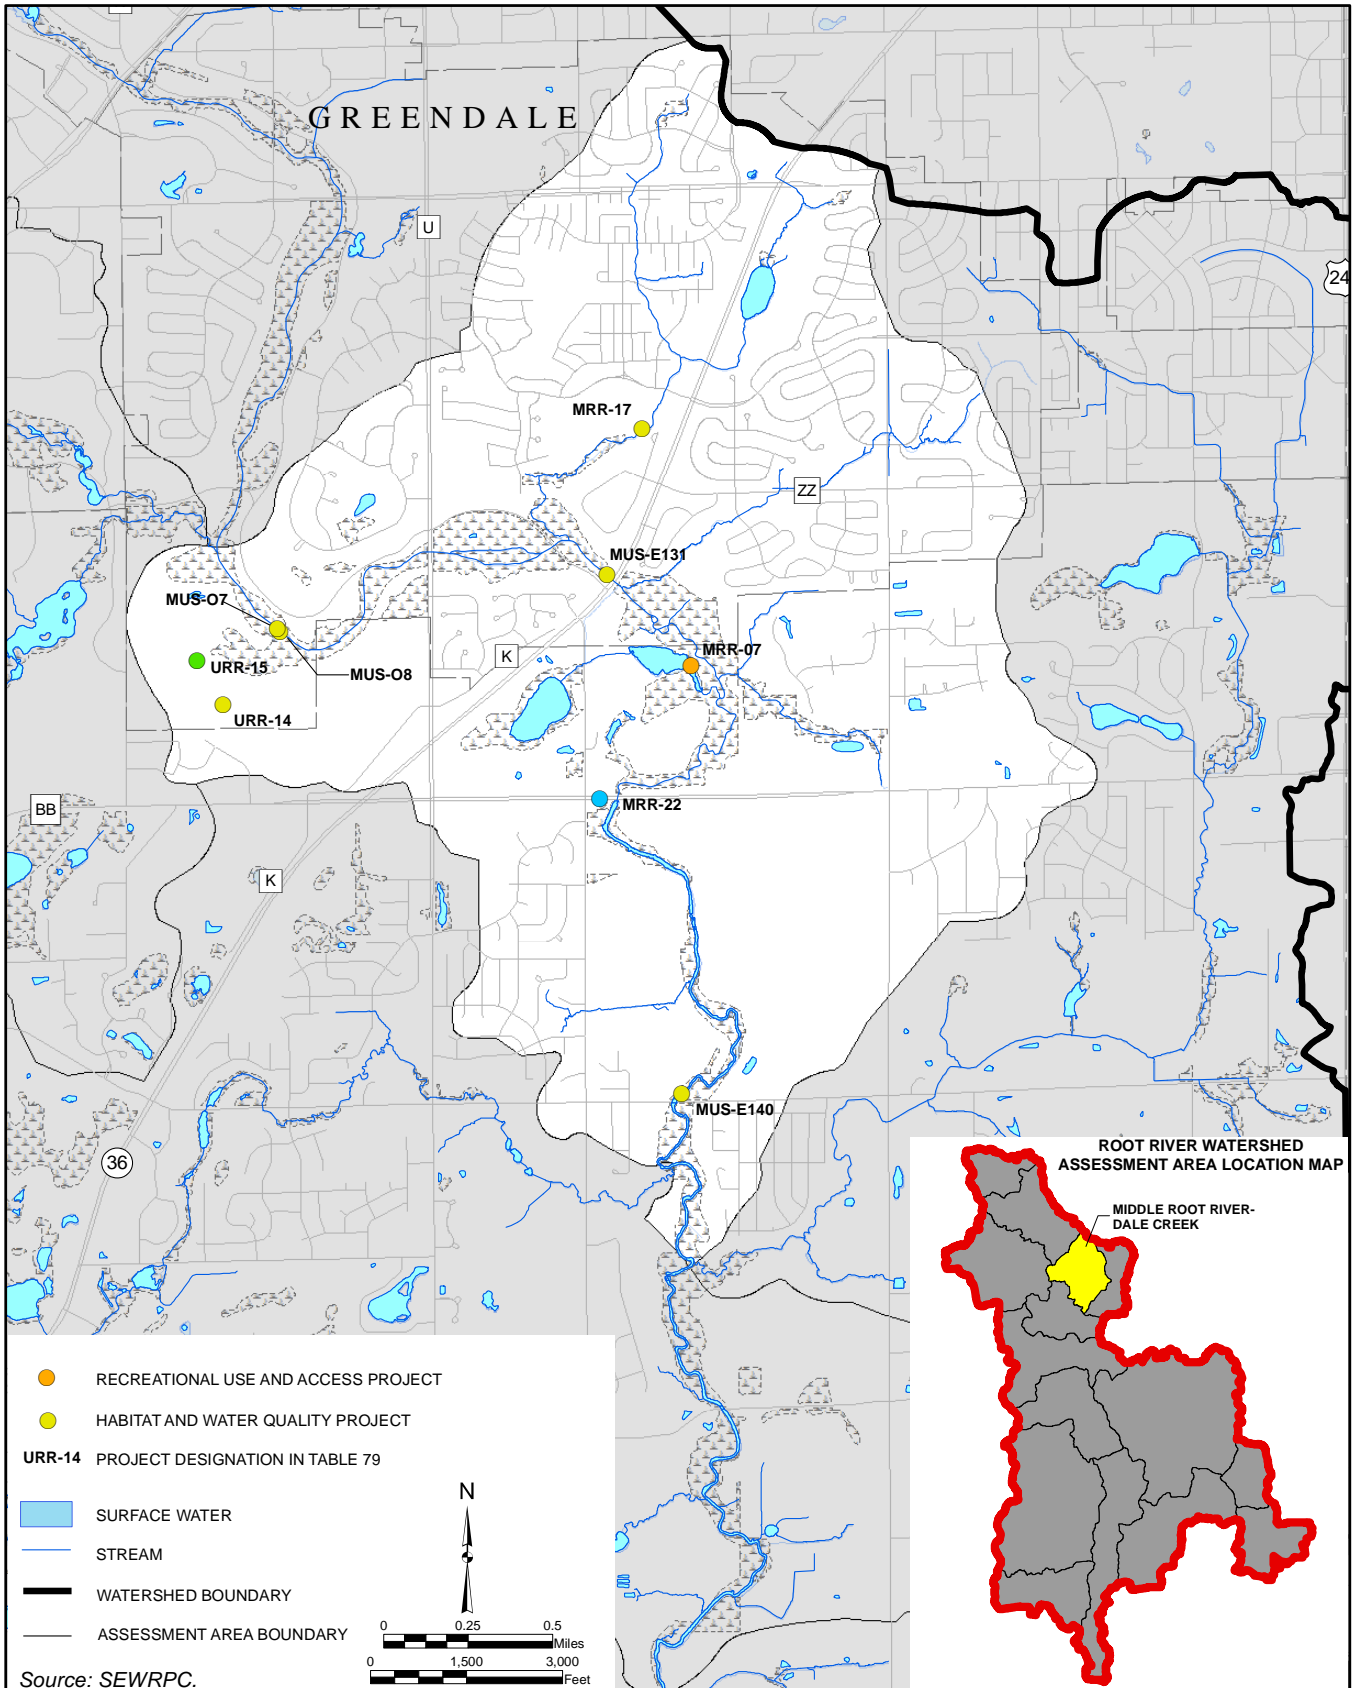 GREENDALE
U
24
MRR-17
ZZ
MUS-E131
MUS-O7
K
MRR-07
URR-15
MUS-O8
URR-14
MRR-22
BB
K
MUS-E140
36
ROOT RIVER WATERSHED
ASSESSMENT AREA LOCATION MAP
MIDDLE ROOT RIVER-
DALE CREEK
RECREATIONAL USE AND ACCESS PROJECT
HABITAT AND WATER QUALITY PROJECT
URR-14 PROJECT DESIGNATION IN TABLE 79
SURFACE WATER
STREAM
WATERSHED BOUNDARY
ASSESSMENT AREA BOUNDARY
N
0 0.25 0.5
Miles
0 1,500 3,000
Feet
Source: SEWRPC.